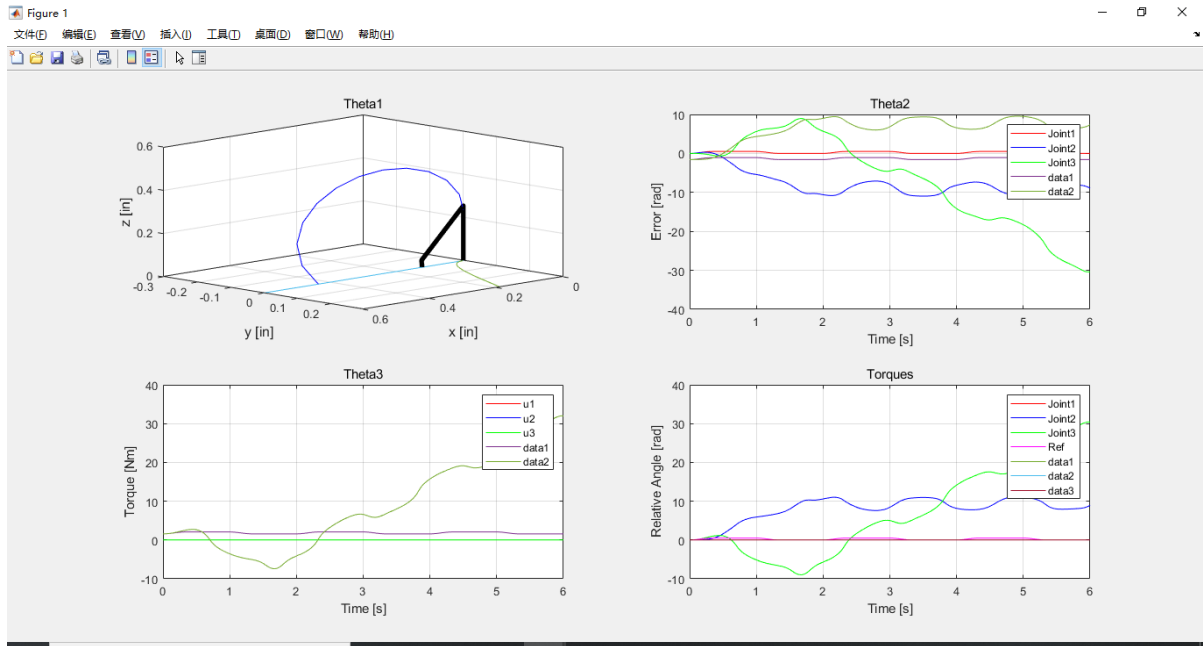 Figure 1
文件(F) 编辑(E) 查看(V) 插入(I) 工具(T) 桌面(D) 窗口(W) 帮助(H)
Theta1
0.6
0.4
0.2
0
z [in]
-0.3 -0.2 -0.1 0 0.1 0.2
y [in]
0.6 0.4 0.2 0
x [in]
Theta2
10
0
-10
-20
-30
-40
Error [rad]
0 1 2 3 4 5 6
Time [s]
Joint1
Joint2
Joint3
data1
data2
Theta3
40
30
20
10
0
-10
Torque [Nm]
0 1 2 3 4 5 6
Time [s]
u1
u2
u3
data1
data2
Torques
40
30
20
10
0
-10
Relative Angle [rad]
0 1 2 3 4 5 6
Time [s]
Joint1
Joint2
Joint3
Ref
data1
data2
data3